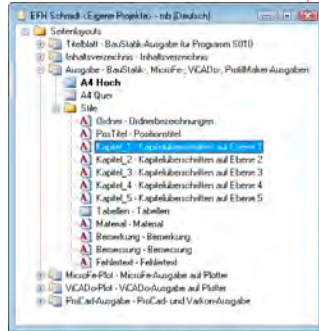 EFH Schmidt <Eigene Projekte> - mb [Deutsch]
Seitenlayouts
Titelblatt - BauStatik-Ausgabe für Programm S010
Inhaltsverzeichnis - Inhaltsverzeichnis
Ausgabe - BauStatik-, MicroFe-, ViCADo-, ProfilMaker-Ausgaben
A4 Hoch
A4 Quer
Stile
Ordner - Ordnerbezeichnungen
PosTitel - Positionstitel
Kapitel_1 - Kapitelüberschriften auf Ebene 1
Kapitel_2 - Kapitelüberschriften auf Ebene 2
Kapitel_3 - Kapitelüberschriften auf Ebene 3
Kapitel_4 - Kapitelüberschriften auf Ebene 4
Kapitel_5 - Kapitelüberschriften auf Ebene 5
Tabellen - Tabellen
Material - Material
Bemerkung - Bemerkung
Bemessung - Bemessung
Fehlertext - Fehlertext
MicroFe-Plot - MicroFe-Ausgabe auf Plotter
ViCADo-Plot - ViCADo-Ausgabe auf Plotter
ProCad-Ausgabe - ProCad- und Varkon-Ausgabe